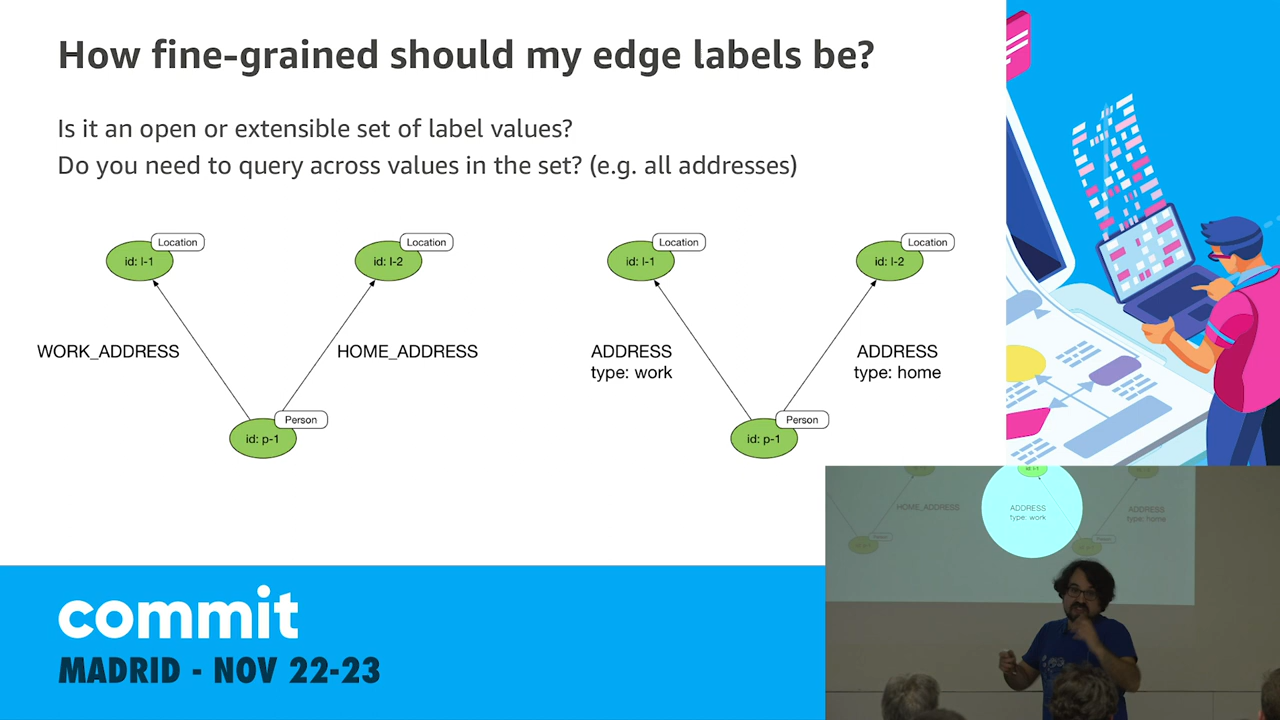 How fine-grained should my edge labels be?
Is it an open or extensible set of label values?
Do you need to query across values in the set? (e.g. all addresses)
Location
id: l-1
Location
id: l-2
WORK_ADDRESS
HOME_ADDRESS
Person
id: p-1
Location
id: l-1
Location
id: l-2
ADDRESS
type: work
ADDRESS
type: home
Person
id: p-1
HOME_ADDRESS
ADDRESS
type: work
ADDRESS
type: home
commit
MADRID - NOV 22-23